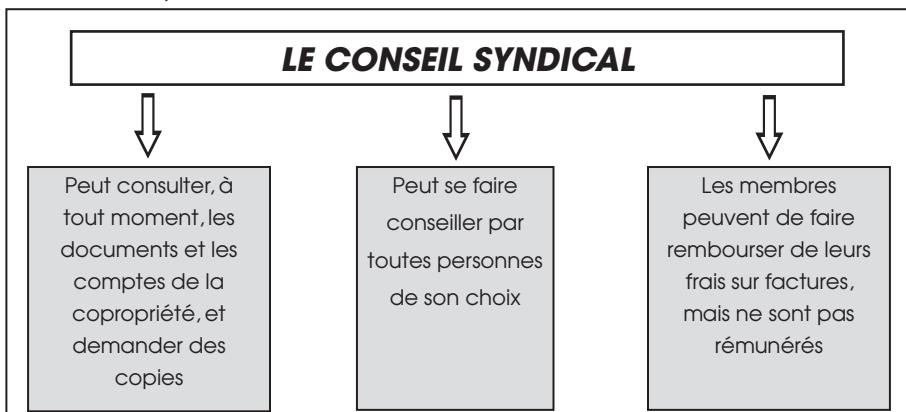 LE CONSEIL SYNDICAL
Peut consulter, à
tout moment, les
documents et les
comptes de la
copropriété, et
demander des
copies
Peut se faire
conseiller par
toutes personnes
de son choix
Les membres
peuvent de faire
rembourser de leurs
frais sur factures,
mais ne sont pas
rémunérés